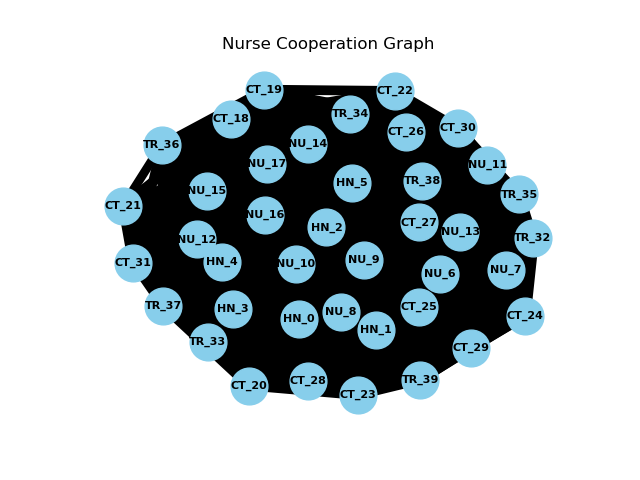 Nurse Cooperation Graph
CT_19
CT_22
TR_34
CT_18
CT_30
CT_26
NU_14
TR_36
NU_17
NU_11
TR_38
HN_5
NU_15
TR_35
CT_21
NU_16
CT_27
HN_2
NU_13
TR_32
NU_12
NU_9
HN_4
CT_31
NU_10
NU_7
NU_6
TR_37
CT_25
HN_3
NU_8
CT_24
HN_0
HN_1
TR_33
CT_29
TR_39
CT_28
CT_20
CT_23